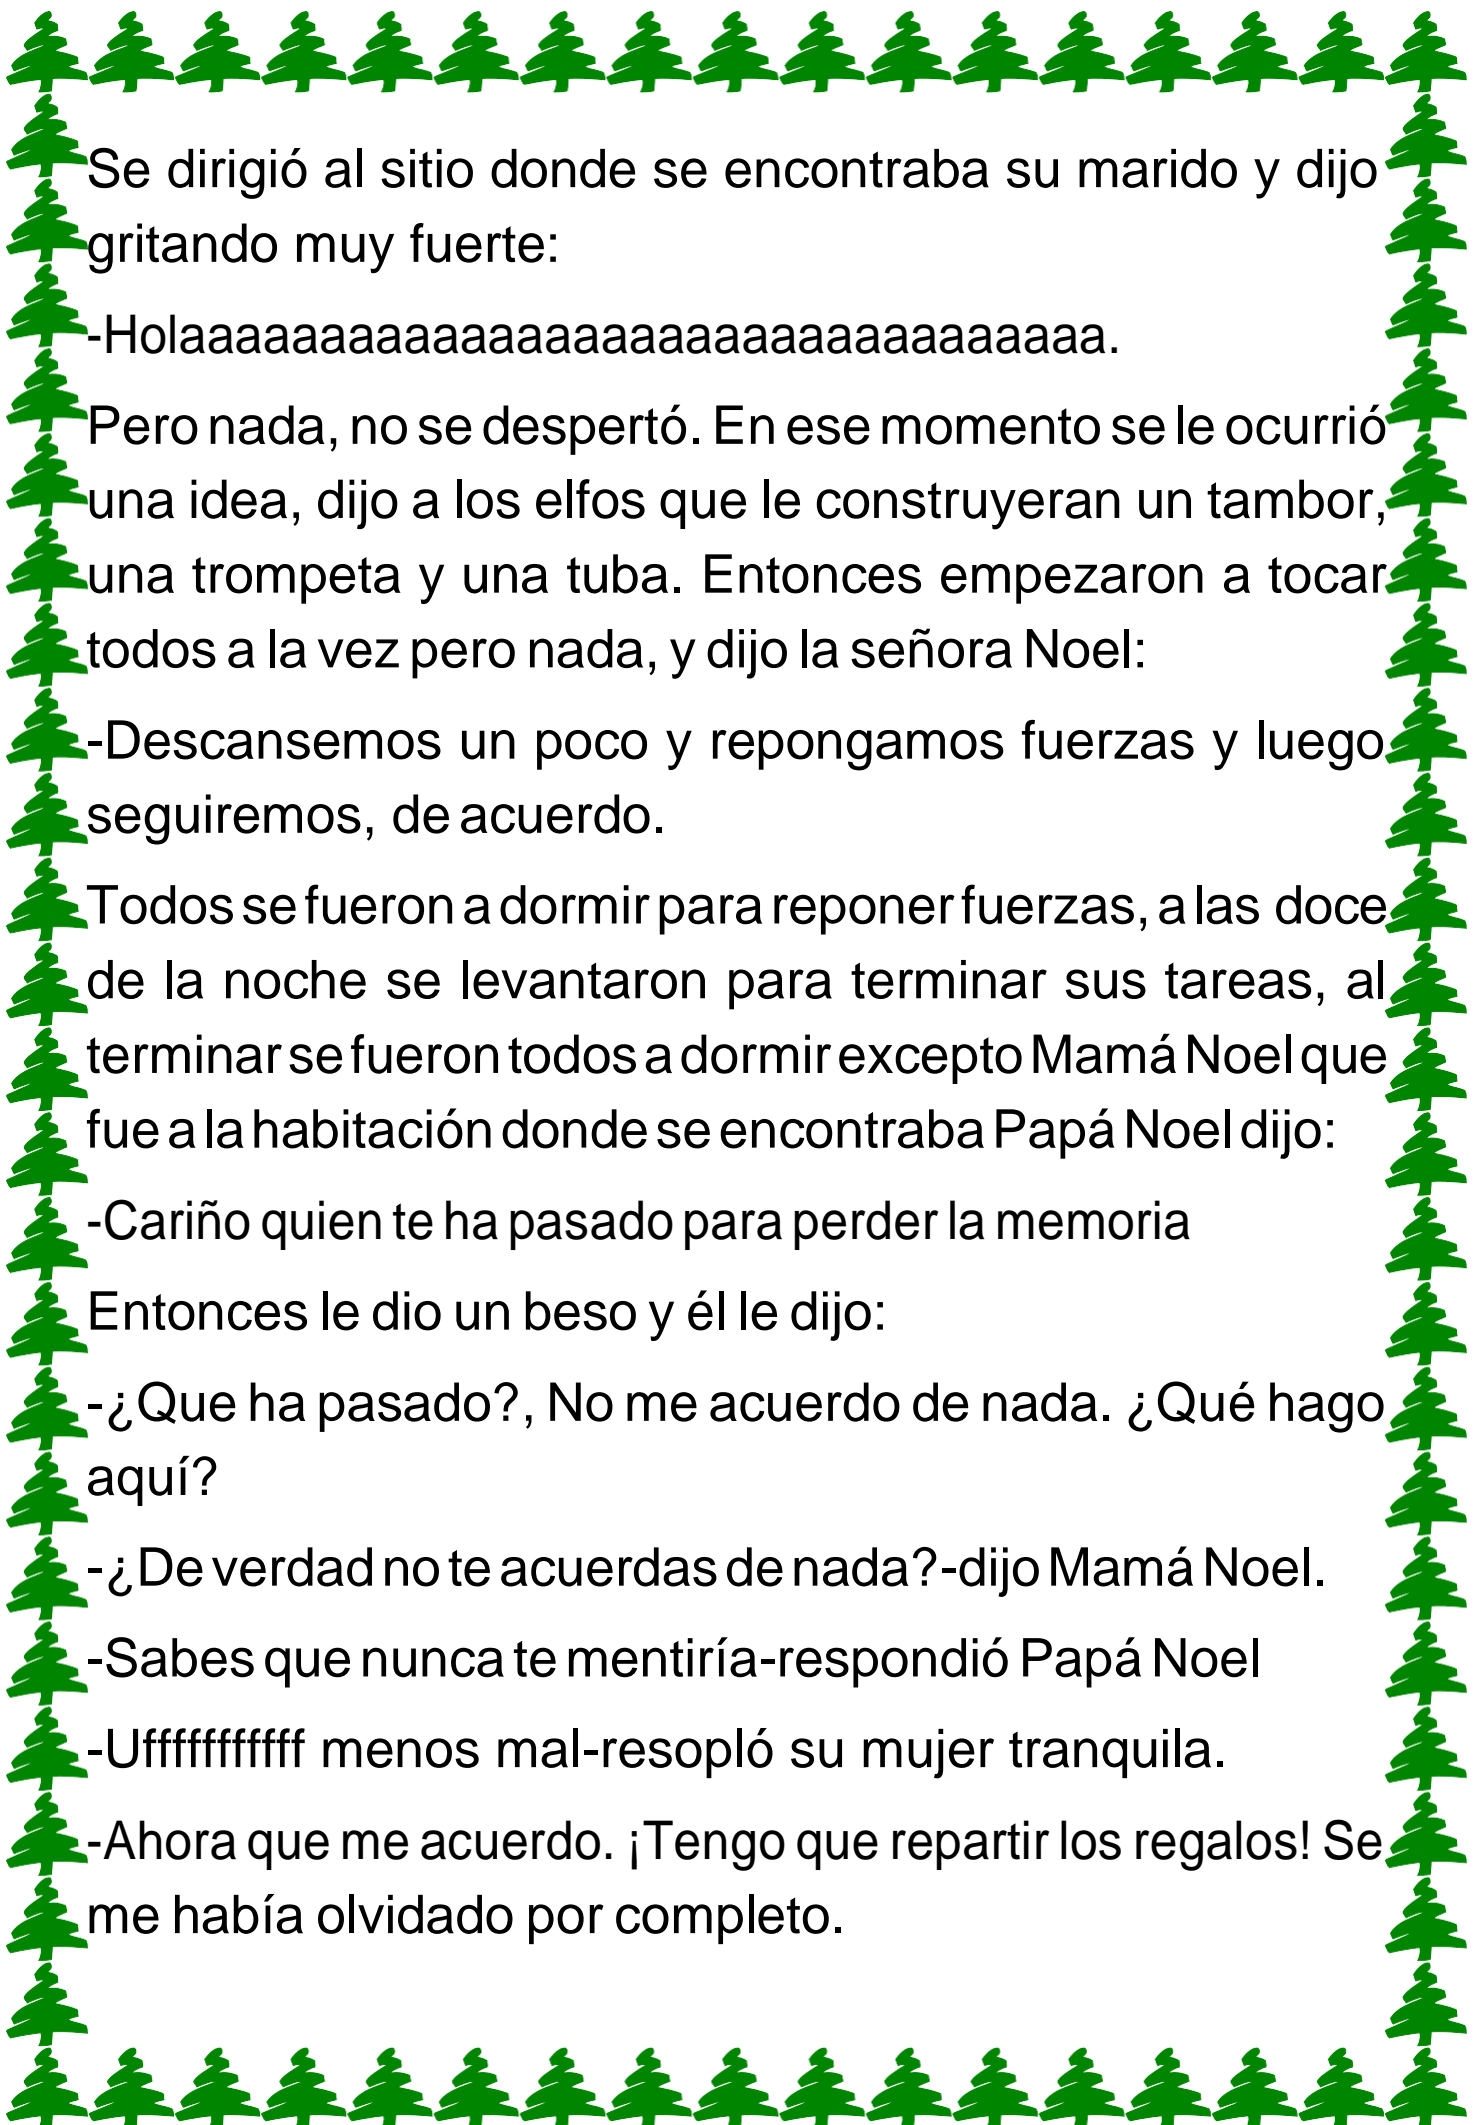 Se dirigió al sitio donde se encontraba su marido y dijo
gritando muy fuerte:
-Holaaaaaaaaaaaaaaaaaaaaaaaaaaaaaaaaa.
Pero nada, no se despertó. En ese momento se le ocurrió
una idea, dijo a los elfos que le construyeran un tambor,
una trompeta y una tuba. Entonces empezaron a tocar
todos a la vez pero nada, y dijo la señora Noel:
-Descansemos un poco y repongamos fuerzas y luego
seguiremos, de acuerdo.
Todos se fueron a dormir para reponer fuerzas, a las doce
de la noche se levantaron para terminar sus tareas, al
terminar se fueron todos a dormir excepto Mamá Noel que
fue a la habitación donde se encontraba Papá Noel dijo:
-Cariño quien te ha pasado para perder la memoria
Entonces le dio un beso y él le dijo:
-¿Que ha pasado?, No me acuerdo de nada. ¿Qué hago
aquí?
-¿De verdad no te acuerdas de nada?-dijo Mamá Noel.
-Sabes que nunca te mentiría-respondió Papá Noel
-Ufffffffffff menos mal-resopló su mujer tranquila.
-Ahora que me acuerdo. ¡Tengo que repartir los regalos! Se
me había olvidado por completo.